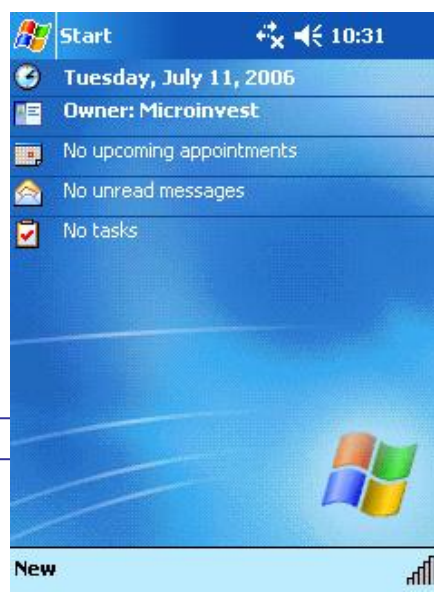 Start 10:31
Tuesday, July 11, 2006
Owner: Microinvest
No upcoming appointments
No unread messages
No tasks
New